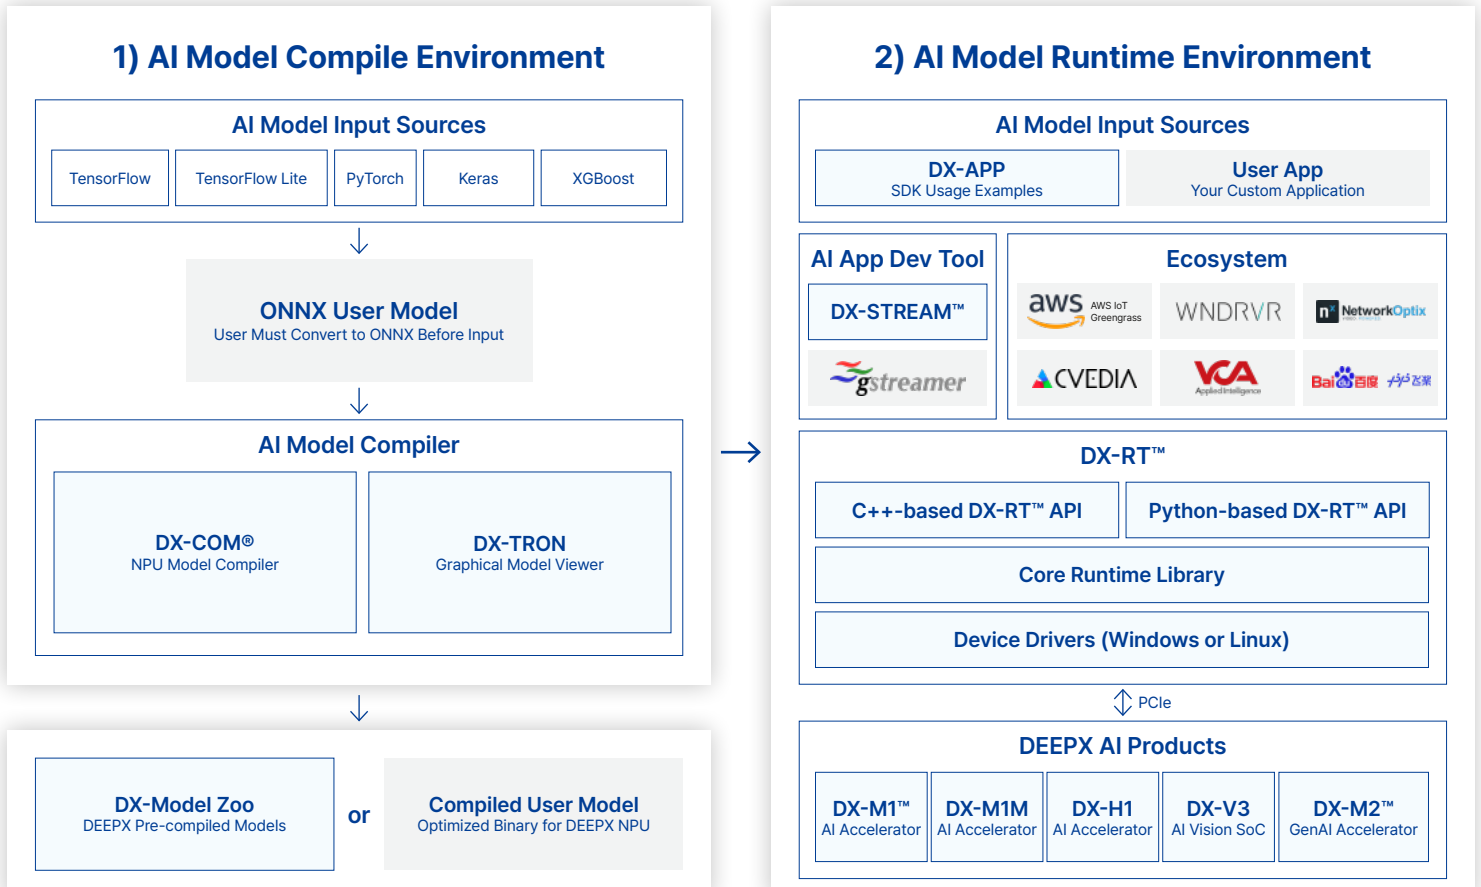 1) AI Model Compile Environment
AI Model Input Sources
TensorFlow
TensorFlow Lite
PyTorch
Keras
XGBoost
ONNX User Model
User Must Convert to ONNX Before Input
AI Model Compiler
DX-COM®
NPU Model Compiler
DX-TRON
Graphical Model Viewer
DX-Model Zoo
DEEPX Pre-compiled Models
or
Compiled User Model
Optimized Binary for DEEPX NPU
2) AI Model Runtime Environment
AI Model Input Sources
DX-APP
SDK Usage Examples
User App
Your Custom Application
AI App Dev Tool
DX-STREAM™
gstreamer
Ecosystem
aws
AWS IoT
Greengrass
WNDRVR
nx NetworkOptix
CVEDIA
VCA
Applied Intelligence
Bai 百度
飞桨
DX-RT™
C++-based DX-RT™ API
Python-based DX-RT™ API
Core Runtime Library
Device Drivers (Windows or Linux)
PCIe
DEEPX AI Products
DX-M1™
AI Accelerator
DX-M1M
AI Accelerator
DX-H1
AI Accelerator
DX-V3
AI Vision SoC
DX-M2™
GenAI Accelerator